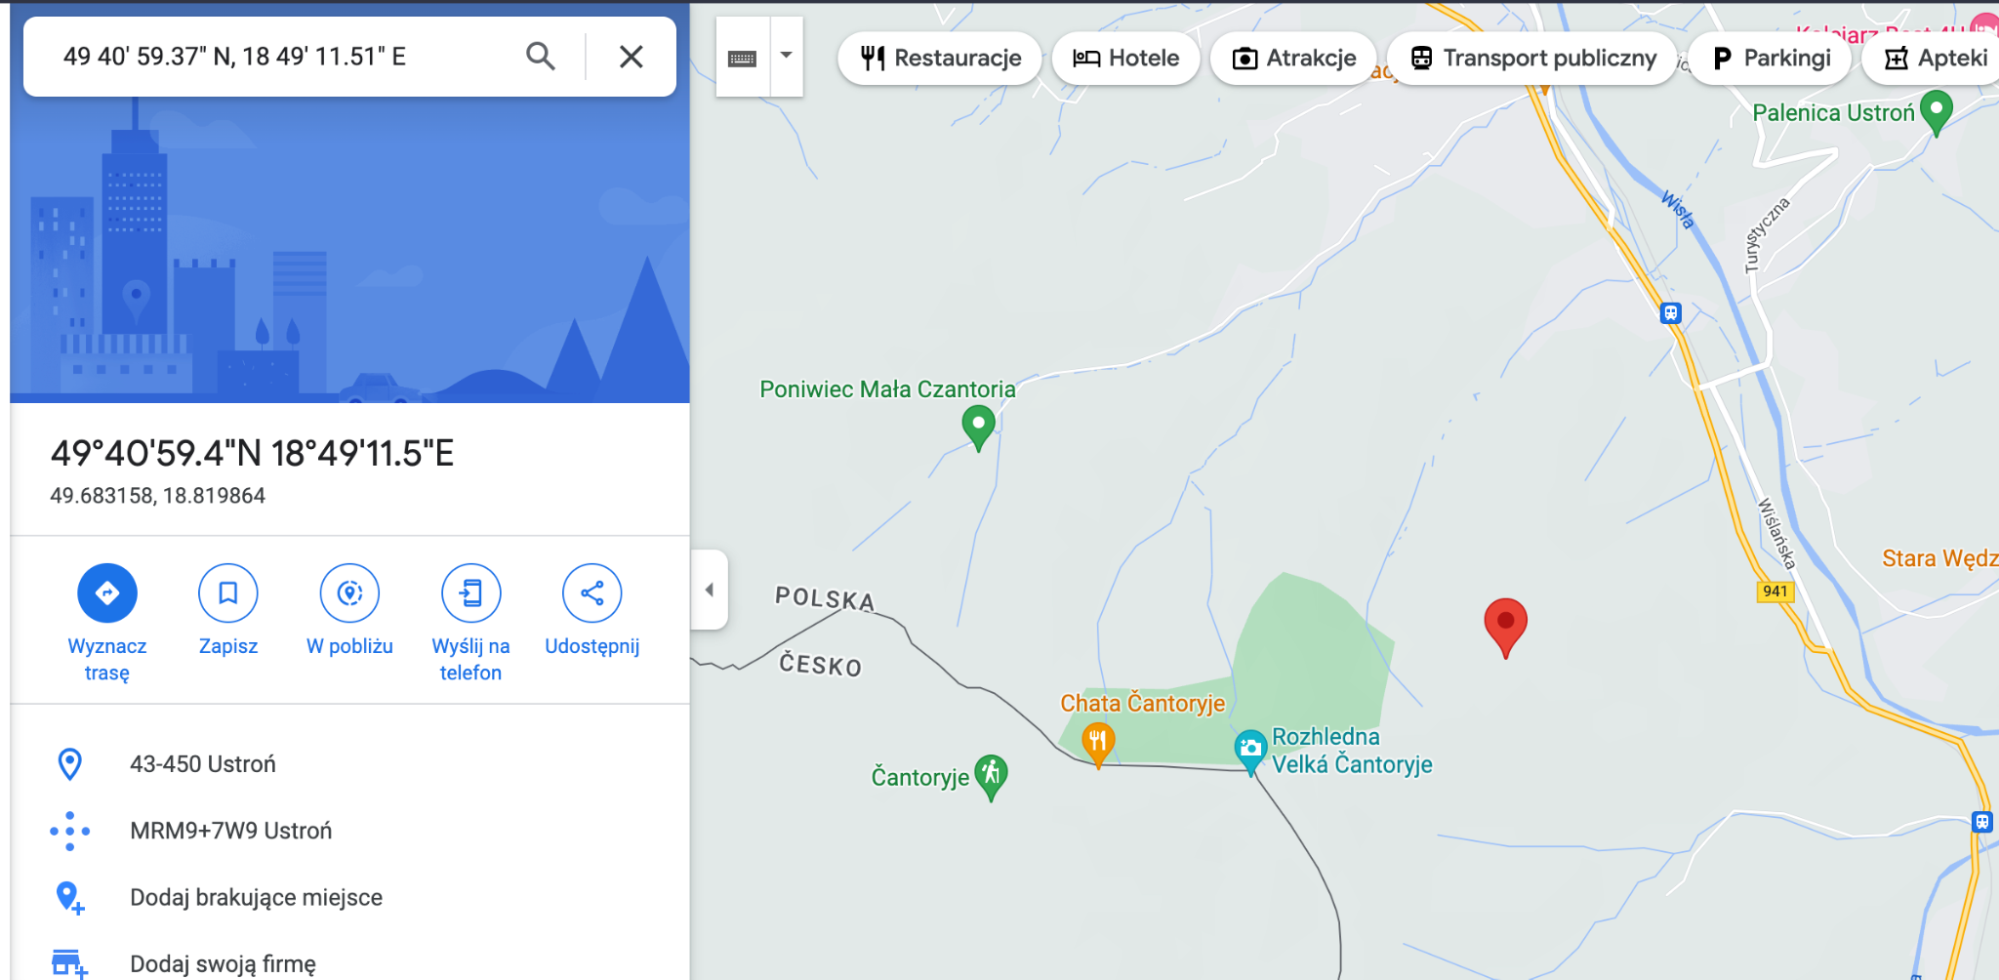 49 40' 59.37" N, 18 49' 11.51" E
Restauracje
Hotele
Atrakcje
Transport publiczny
Parkingi
Apteki
Palenica Ustroń
Wisła
Turystyczna
Poniwiec Mała Czantoria
49°40'59.4"N 18°49'11.5"E
49.683158, 18.819864
Wiślańska
Stara Wędz
941
POLSKA
ČESKO
Wyznacz
trasę
Zapisz
W pobliżu
Wyślij na
telefon
Udostępnij
Chata Čantoryje
Rozhledna
Velká Čantoryje
Čantoryje
43-450 Ustroń
MRM9+7W9 Ustroń
Dodaj brakujące miejsce
Dodaj swoją firmę